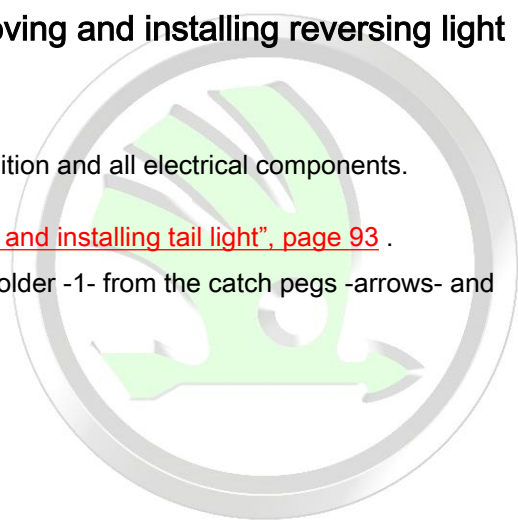 oving and installing reversing light
ition and all electrical components.
and installing tail light”, page 93 .
older -1- from the catch pegs -arrows- and